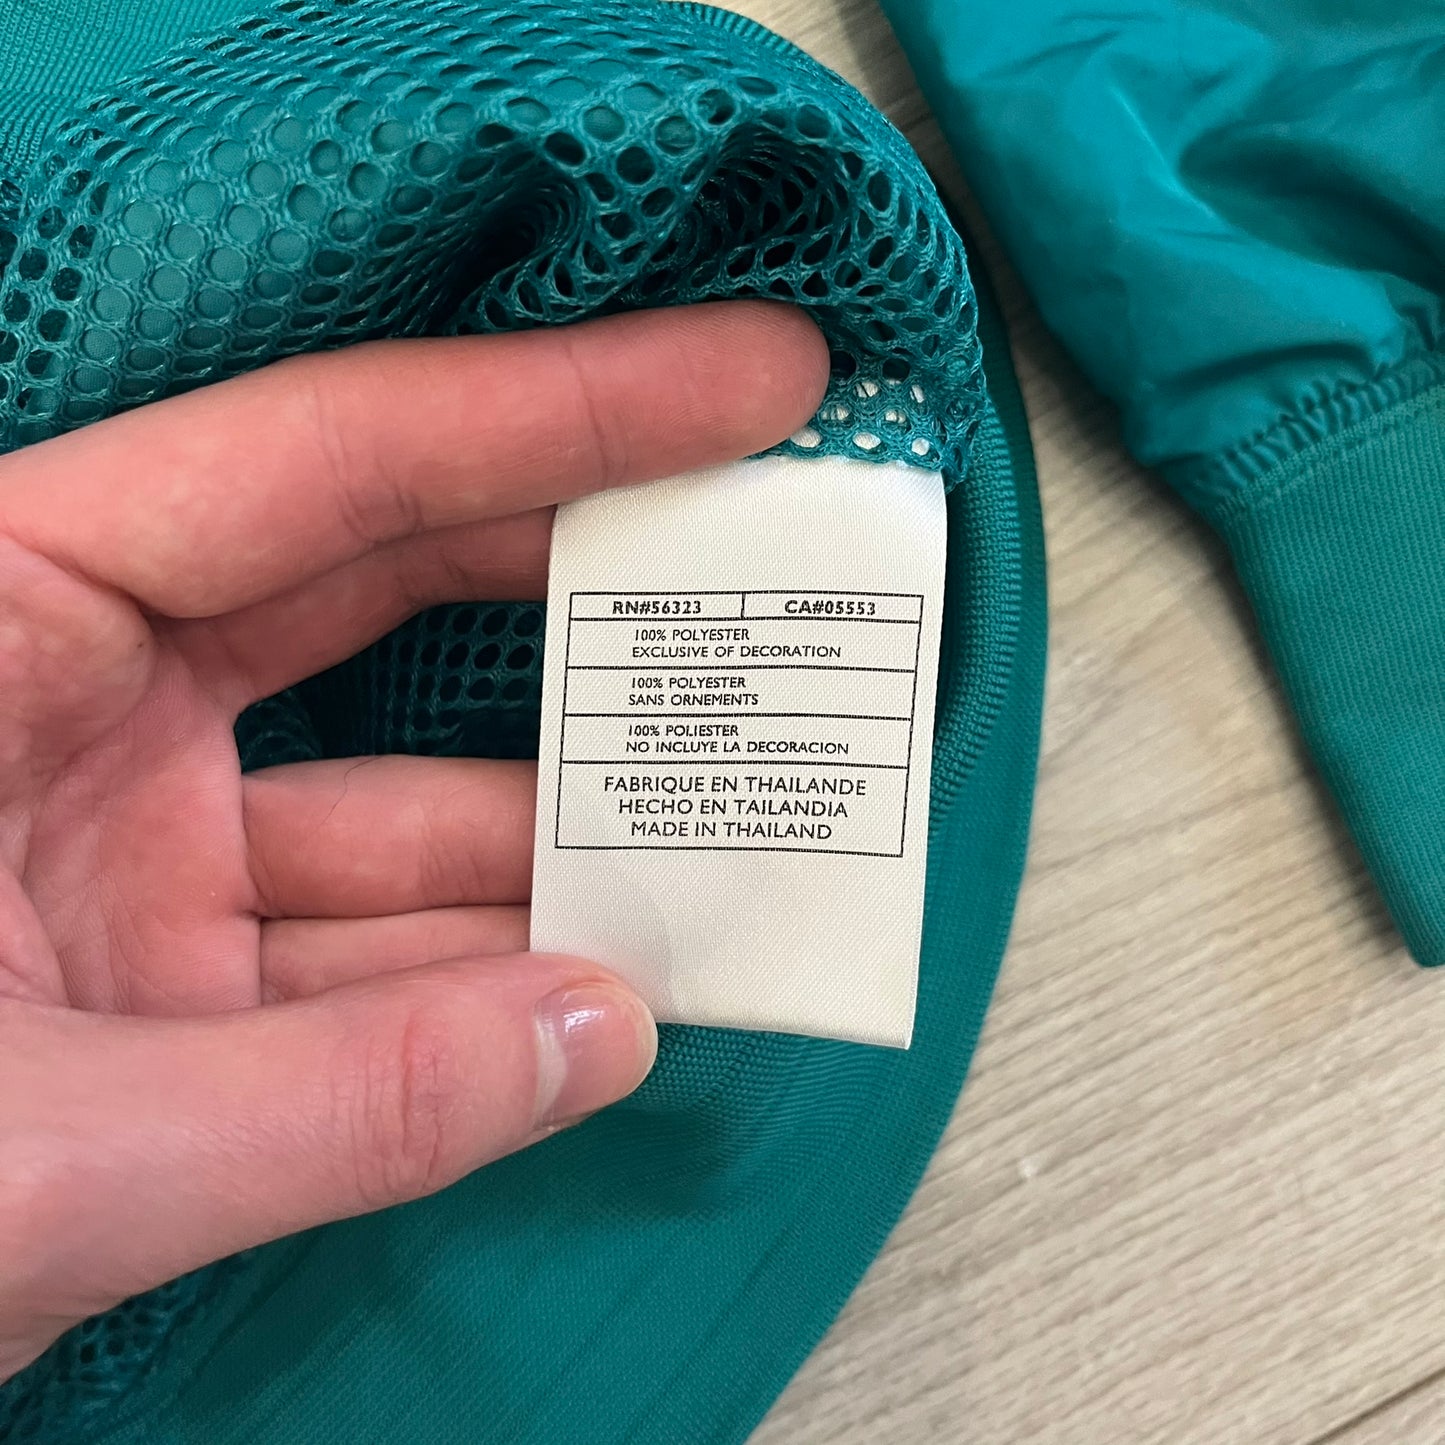 RN#56323 CA#05553
100% POLYESTER
EXCLUSIVE OF DECORATION
100% POLYESTER
SANS ORNEMENTS
100% POLIESTER
NO INCLUYE LA DECORACION
FABRIQUE EN THAILANDE
HECHO EN TAILANDIA
MADE IN THAILAND